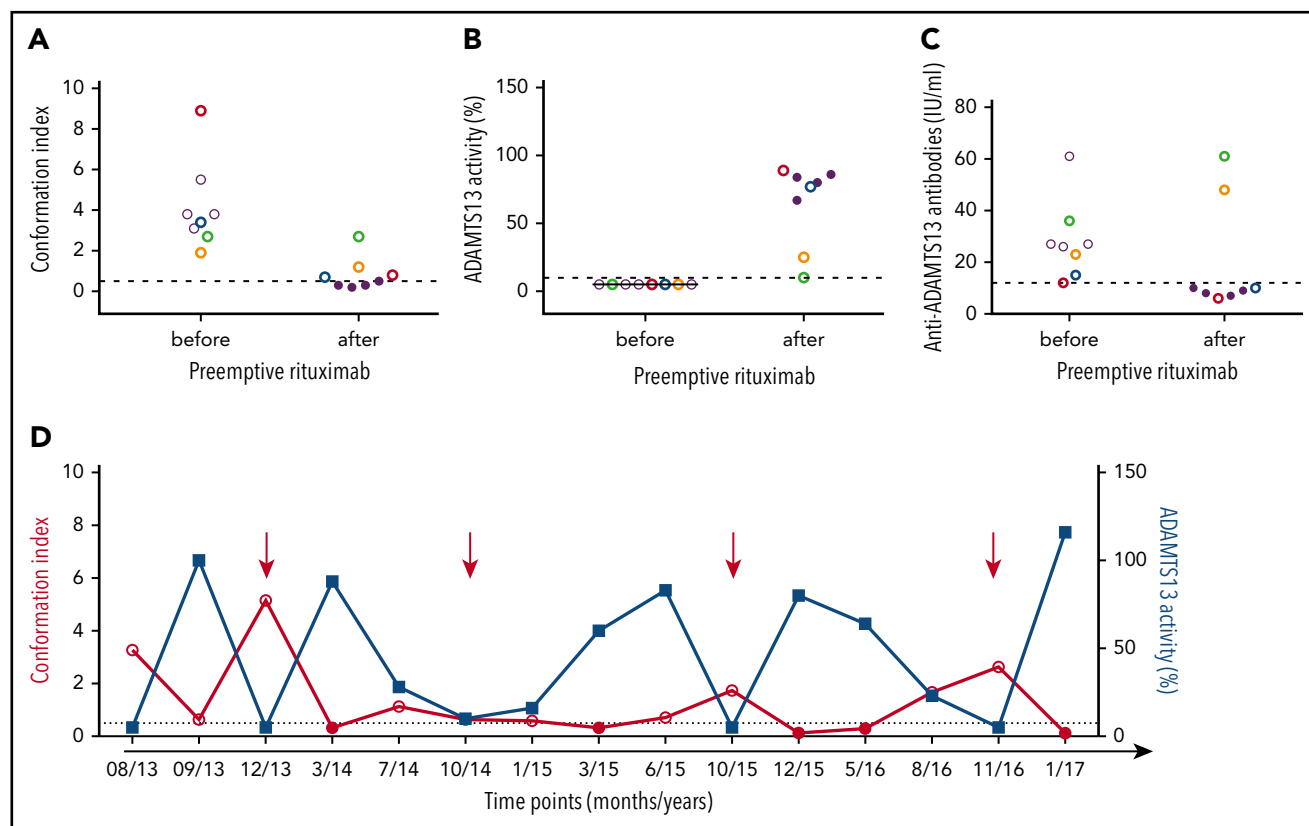 A
Conformation index
10
8
6
4
2
0
before after
Preemptive rituximab
B
ADAMTS13 activity (%)
150
100
50
0
before after
Preemptive rituximab
C
Anti-ADAMTS13 antibodies (IU/ml)
80
60
40
20
0
before after
Preemptive rituximab
D
Conformation index
10
8
6
4
2
0
150
100
50
0
ADAMTS13 activity (%)
08/13 09/13 12/13 3/14 7/14 10/14 1/15 3/15 6/15 10/15 12/15 5/16 8/16 11/16 1/17
Time points (months/years)